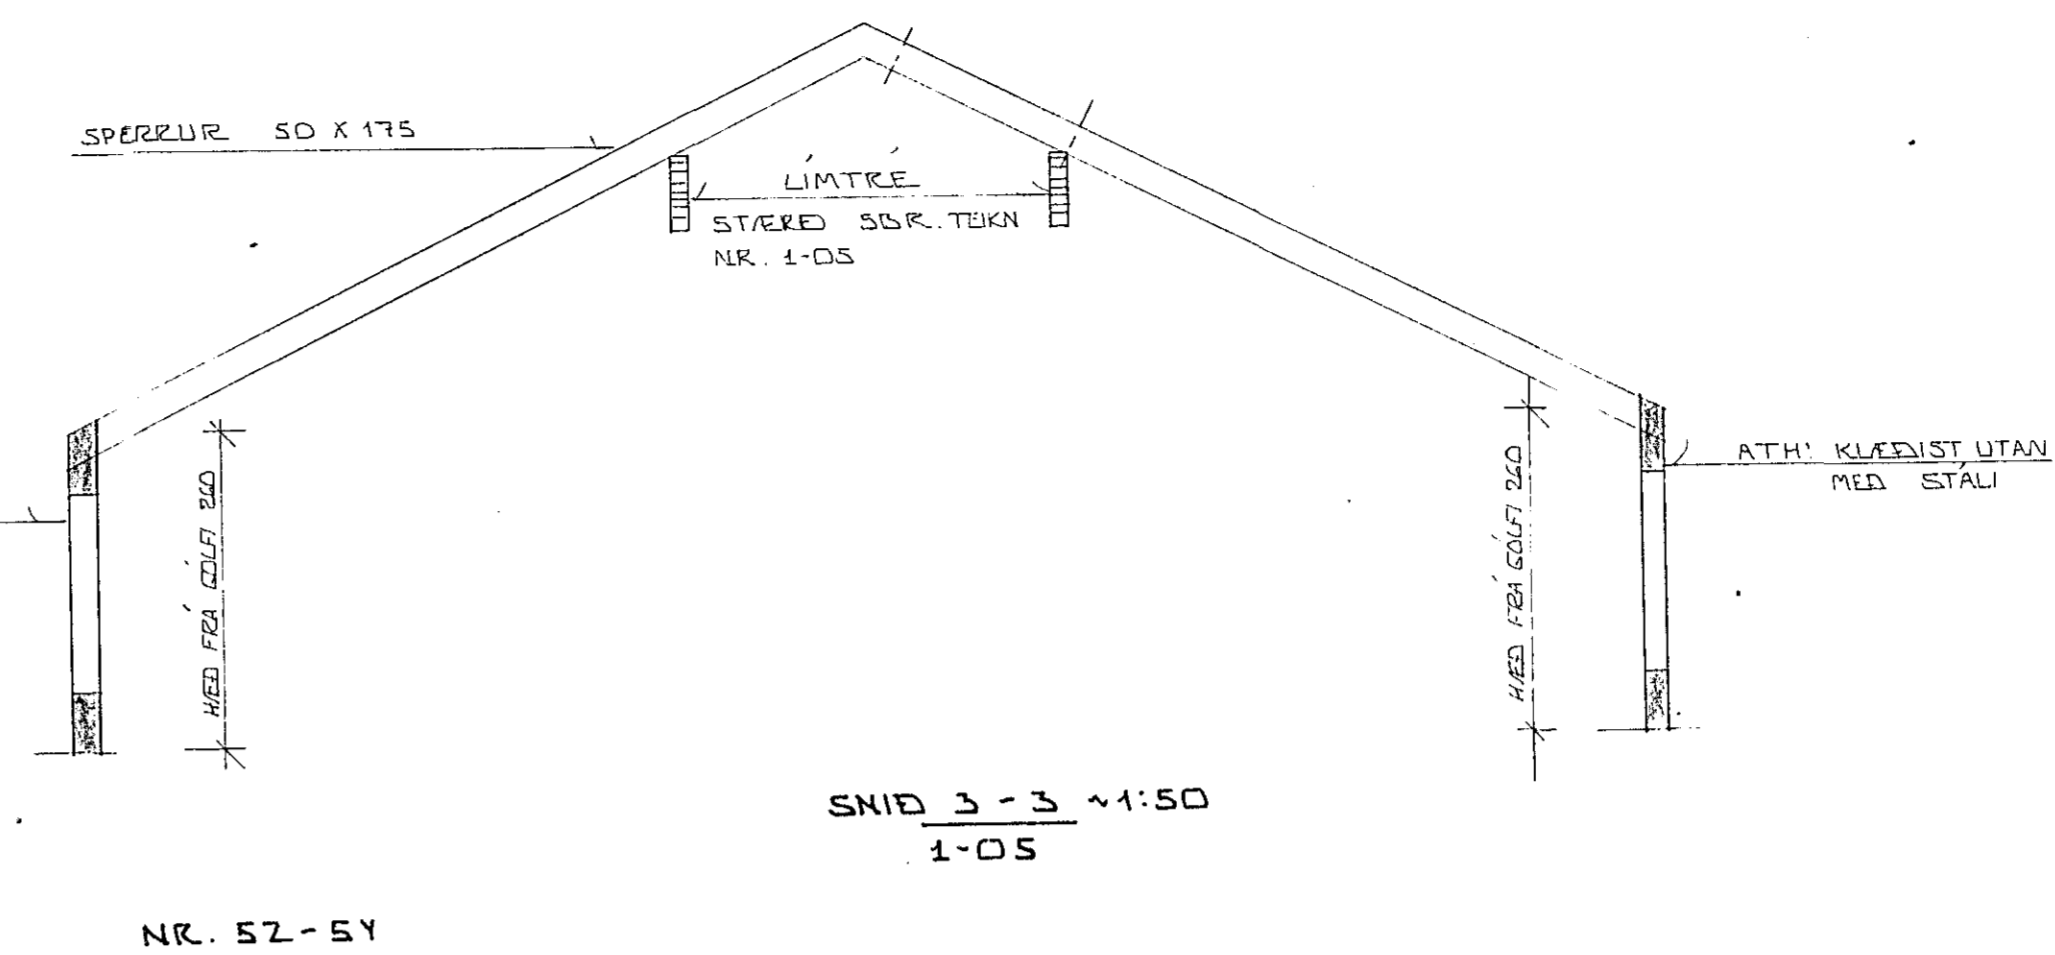 SPERRUR 50 X 175
LÍMTRÉ
STÆRÐ SBR. TEIKN
NR. 1-05
HÆÐ FRÁ GÓLFI 260
HÆÐ FRÁ GÓLFI 260
ATH! KLÆÐIST UTAN
MEÐ STÁLI
SNIÐ 3 - 3 ~1:50
1-05
NR. 52-54